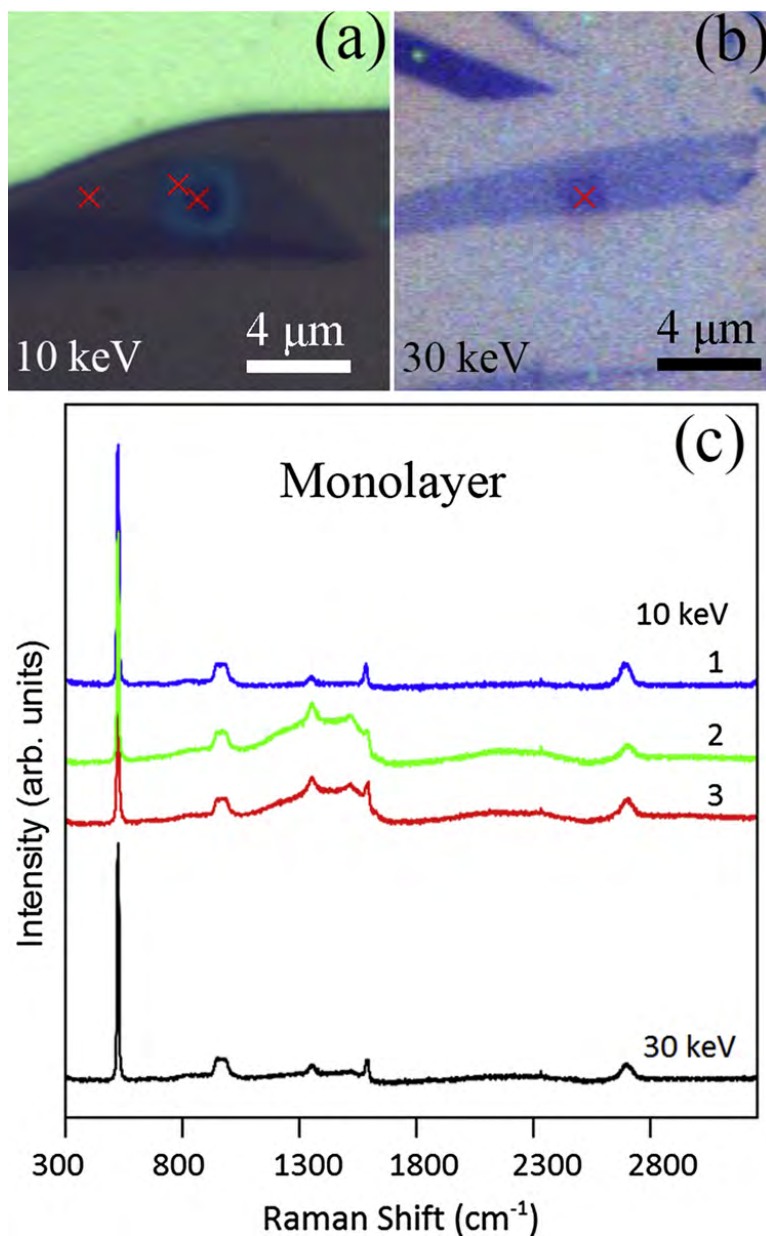 (a)
(b)
10 keV
4 μm
30 keV
4 μm
(c)
Monolayer
10 keV
1
2
3
30 keV
Intensity (arb. units)
300 800 1300 1800 2300 2800
Raman Shift (cm⁻¹)